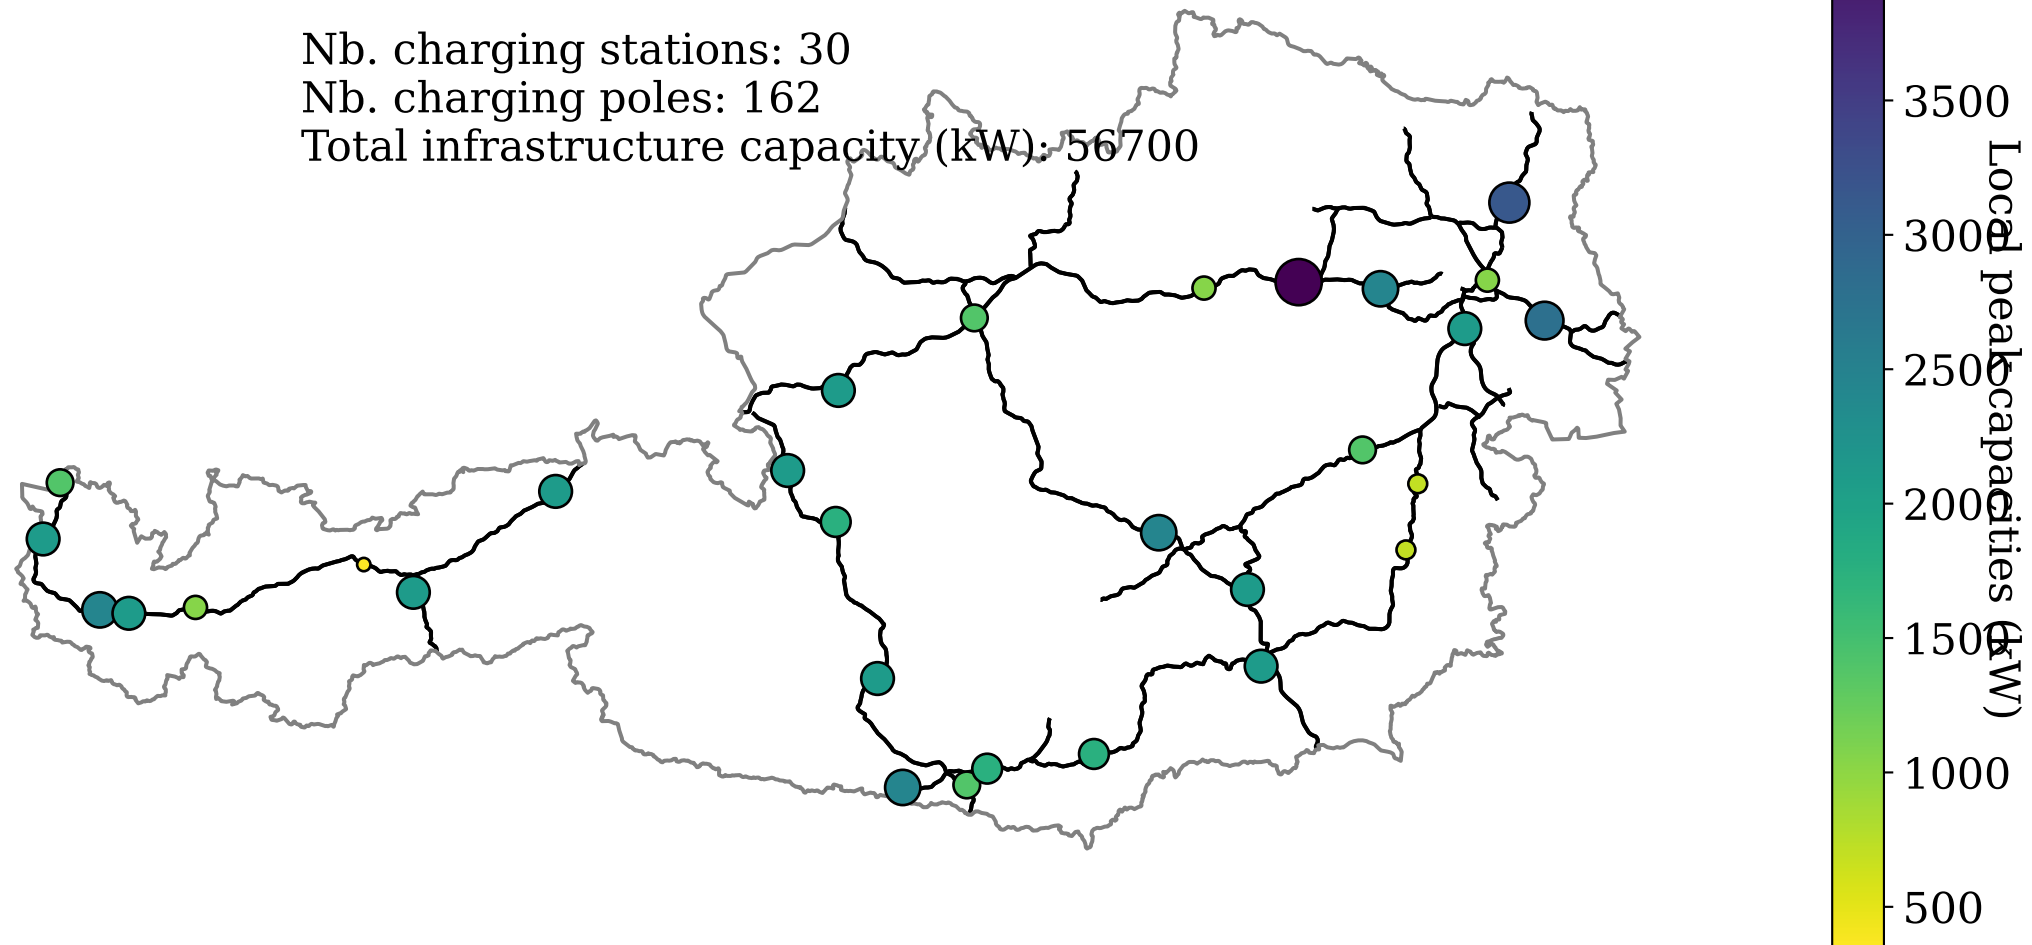 Nb. charging stations: 30
Nb. charging poles: 162
Total infrastructure capacity (kW): 56700
3500
3000
2500
2000
1500
1000
500
Local peak capacities (kW)